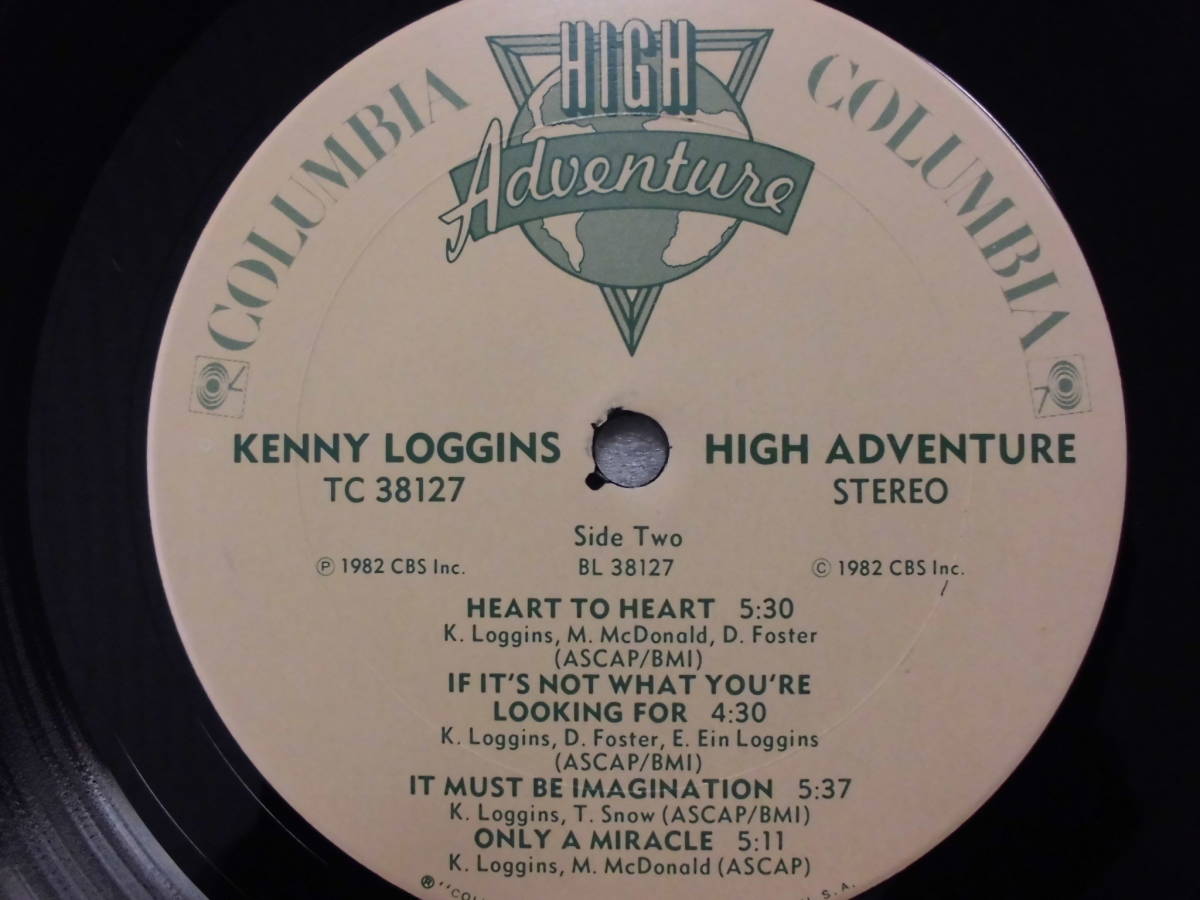 HIGH
Adventure
COLUMBIA
COLUMBIA
KENNY LOGGINS
TC 38127
HIGH ADVENTURE
STEREO
Side Two
BL 38127
Ⓟ 1982 CBS Inc.
© 1982 CBS Inc.
HEART TO HEART 5:30
K. Loggins, M. McDonald, D. Foster
(ASCAP/BMI)
IF IT'S NOT WHAT YOU'RE
LOOKING FOR 4:30
K. Loggins, D. Foster, E. Ein Loggins
(ASCAP/BMI)
IT MUST BE IMAGINATION 5:37
K. Loggins, T. Snow (ASCAP/BMI)
ONLY A MIRACLE 5:11
K. Loggins, M. McDonald (ASCAP)